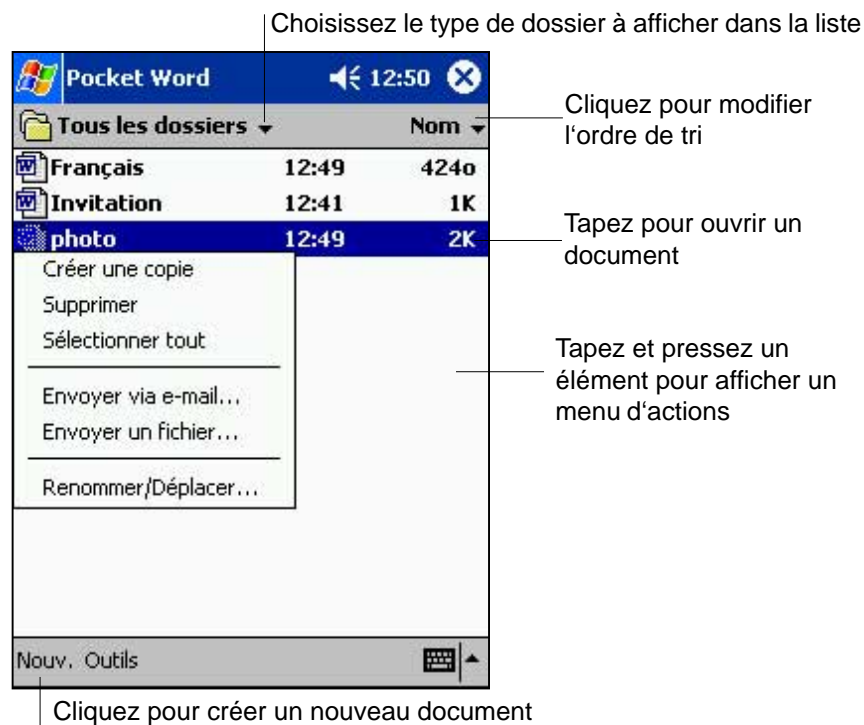 Choisissez le type de dossier à afficher dans la liste
Pocket Word 12:50
Tous les dossiers Nom
Cliquez pour modifier
l‘ordre de tri
Français 12:49 424o
Invitation 12:41 1K
photo 12:49 2K
Tapez pour ouvrir un
document
Créer une copie
Supprimer
Sélectionner tout
Envoyer via e-mail...
Envoyer un fichier...
Renommer/Déplacer...
Tapez et pressez un
élément pour afficher un
menu d‘actions
Nouv. Outils
Cliquez pour créer un nouveau document